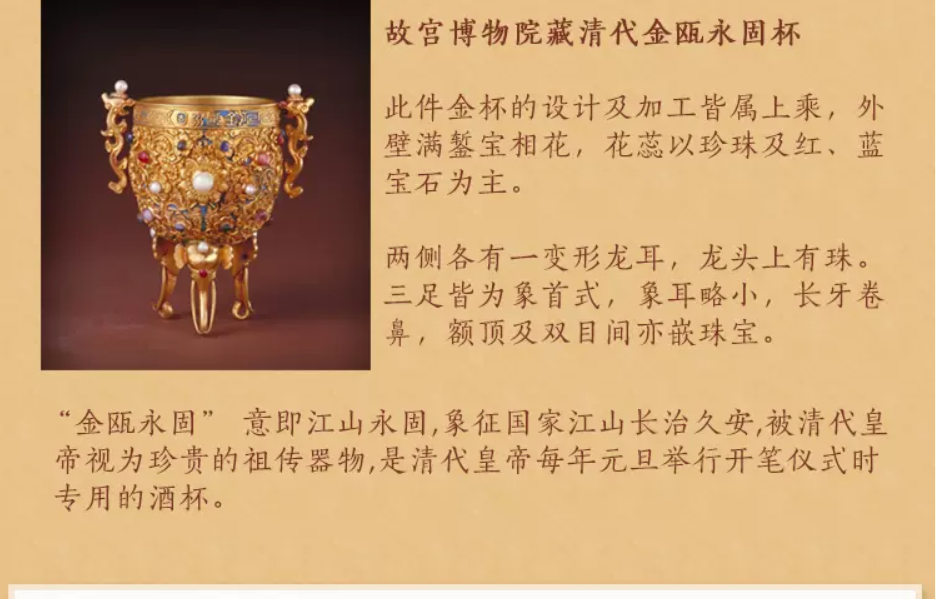 故宫博物院藏清代金瓯永固杯
此件金杯的设计及加工皆属上乘，外
壁满錾宝相花，花蕊以珍珠及红、蓝
宝石为主。
两侧各有一变形龙耳，龙头上有珠。
三足皆为象首式，象耳略小，长牙卷
鼻，额顶及双目间亦嵌珠宝。
“金瓯永固” 意即江山永固,象征国家江山长治久安,被清代皇
帝视为珍贵的祖传器物,是清代皇帝每年元旦举行开笔仪式时
专用的酒杯。